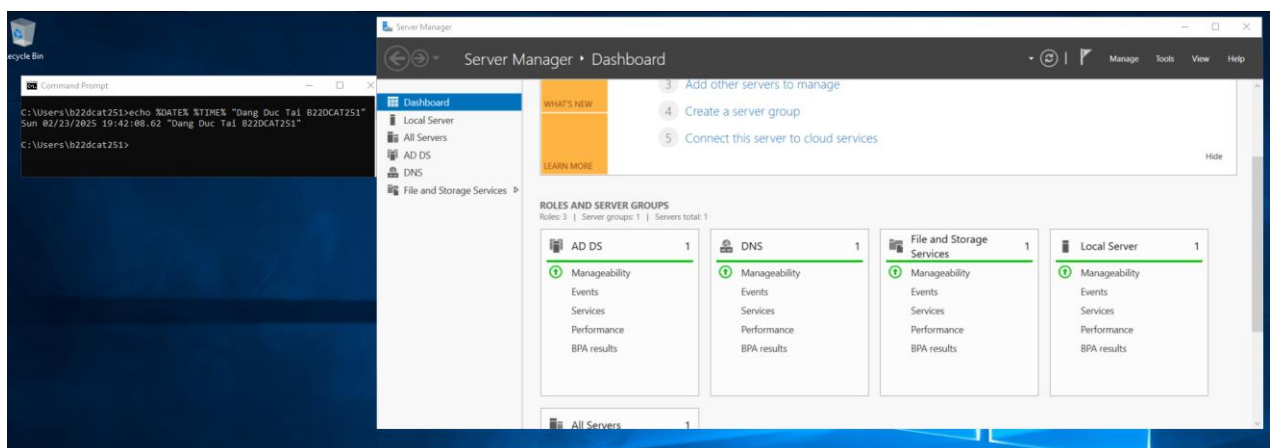 ecycle Bin
Command Prompt
C:\Users\b22dcat251>echo %DATE% %TIME% "Dang Duc Tai B22DCAT251"
Sun 02/23/2025 19:42:08.62 "Dang Duc Tai B22DCAT251"
C:\Users\b22dcat251>
Server Manager
Server Manager • Dashboard
Manage Tools View Help
Dashboard
Local Server
All Servers
AD DS
DNS
File and Storage Services
WHAT'S NEW
LEARN MORE
3 Add other servers to manage
4 Create a server group
5 Connect this server to cloud services
Hide
ROLES AND SERVER GROUPS
Roles: 3 | Server groups: 1 | Servers total: 1
AD DS 1
Manageability
Events
Services
Performance
BPA results
DNS 1
Manageability
Events
Services
Performance
BPA results
File and Storage
Services 1
Manageability
Events
Services
Performance
BPA results
Local Server 1
Manageability
Events
Services
Performance
BPA results
All Servers 1